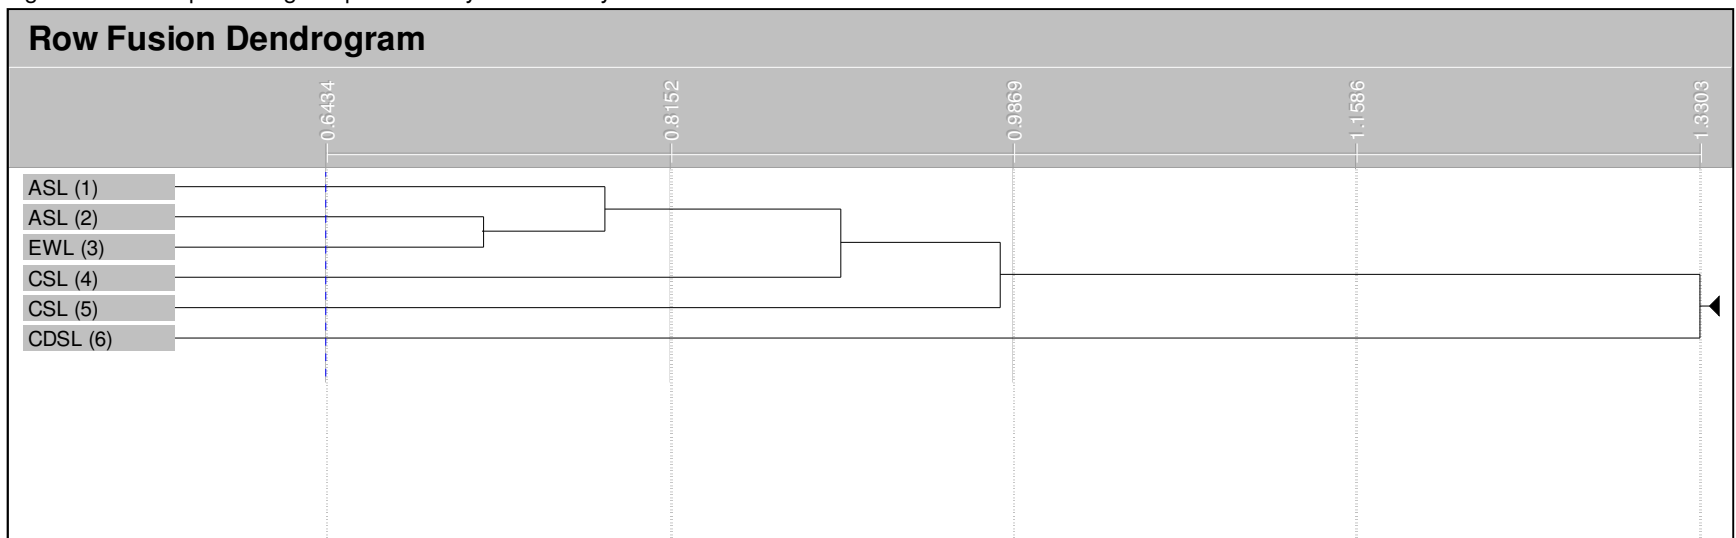 Row Fusion Dendrogram
0.6434
0.8152
0.9869
1.1586
1.3303
ASL (1)
ASL (2)
EWL (3)
CSL (4)
CSL (5)
CDSL (6)